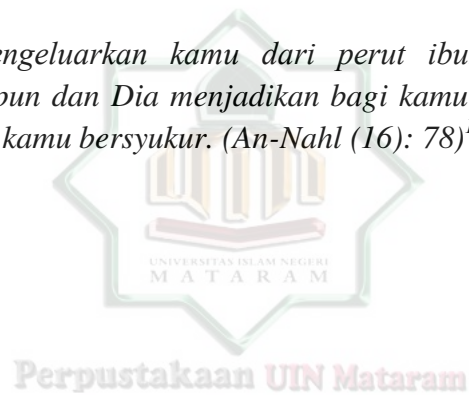 engeluarkan kamu dari perut ibu
pun dan Dia menjadikan bagi kamu
kamu bersyukur. (An-Nahl (16): 78)
UNIVERSITAS ISLAM NEGERI
MATARAM
Perpustakaan UIN Mataram